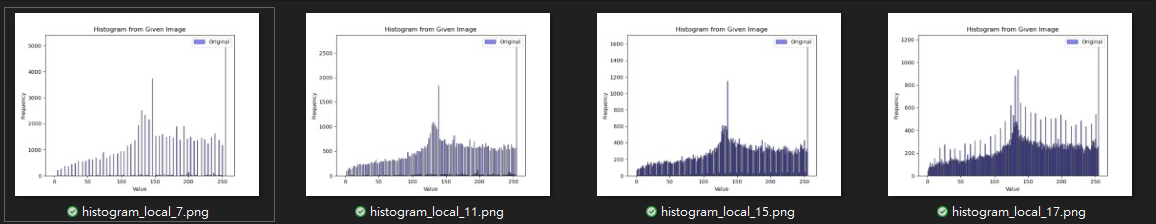 Histogram from Given Image
Original
5000
4000
3000
2000
1000
0
Frequency
0 50 100 150 200 250
Value
histogram_local_7.png
Histogram from Given Image
Original
2500
2000
1500
1000
500
0
Frequency
0 50 100 150 200 250
Value
histogram_local_11.png
Histogram from Given Image
Original
1600
1400
1200
1000
800
600
400
200
0
Frequency
0 50 100 150 200 250
Value
histogram_local_15.png
Histogram from Given Image
Original
1200
1000
800
600
400
200
0
Frequency
0 50 100 150 200 250
Value
histogram_local_17.png